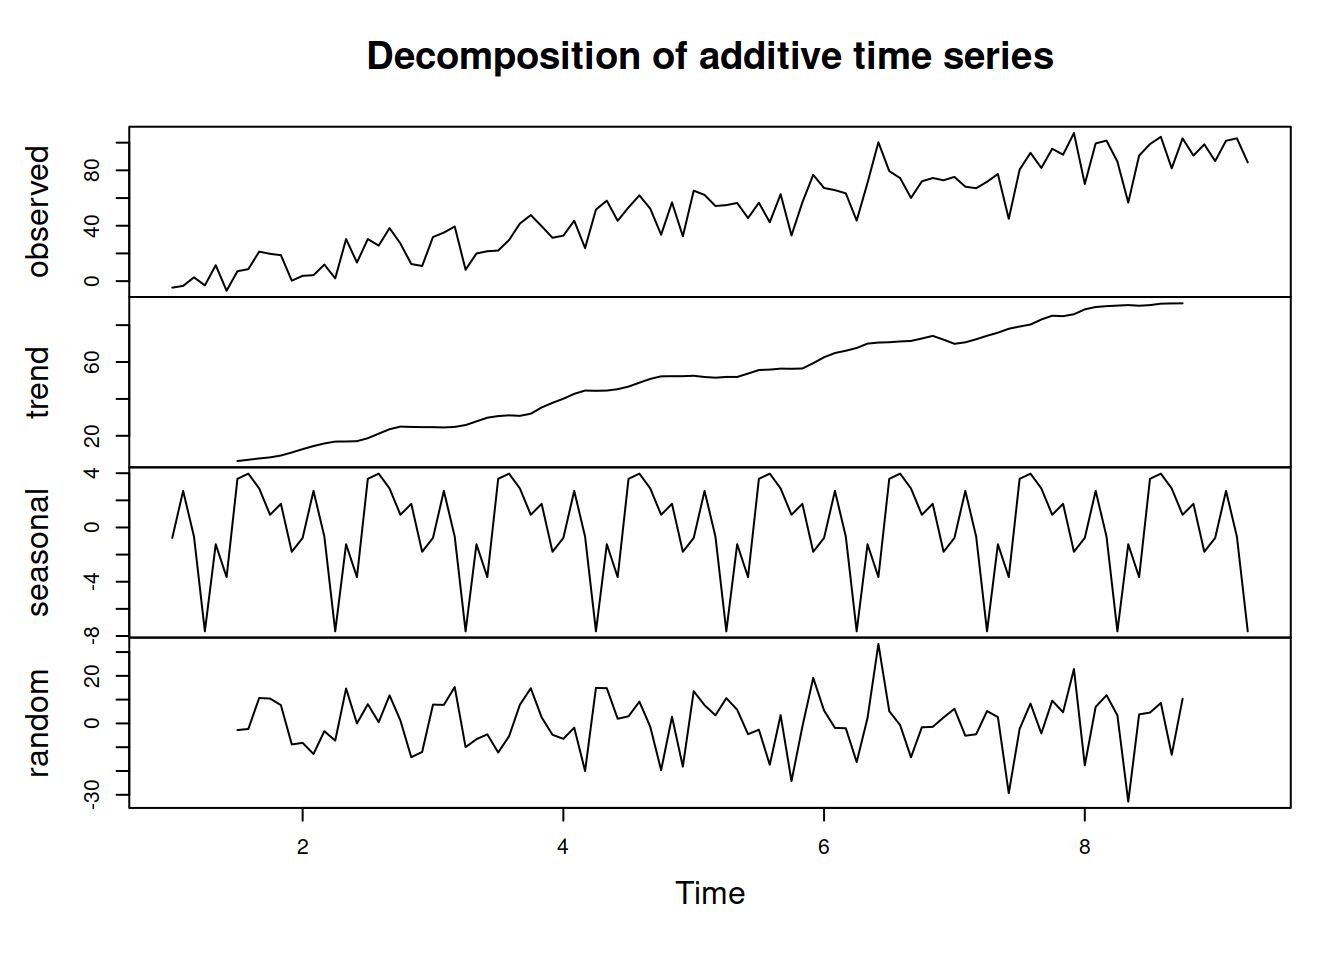 Decomposition of additive time series
observed
0 40 80
trend
20 60
seasonal
-8 -4 0 4
random
-30 0 20
2 4 6 8
Time